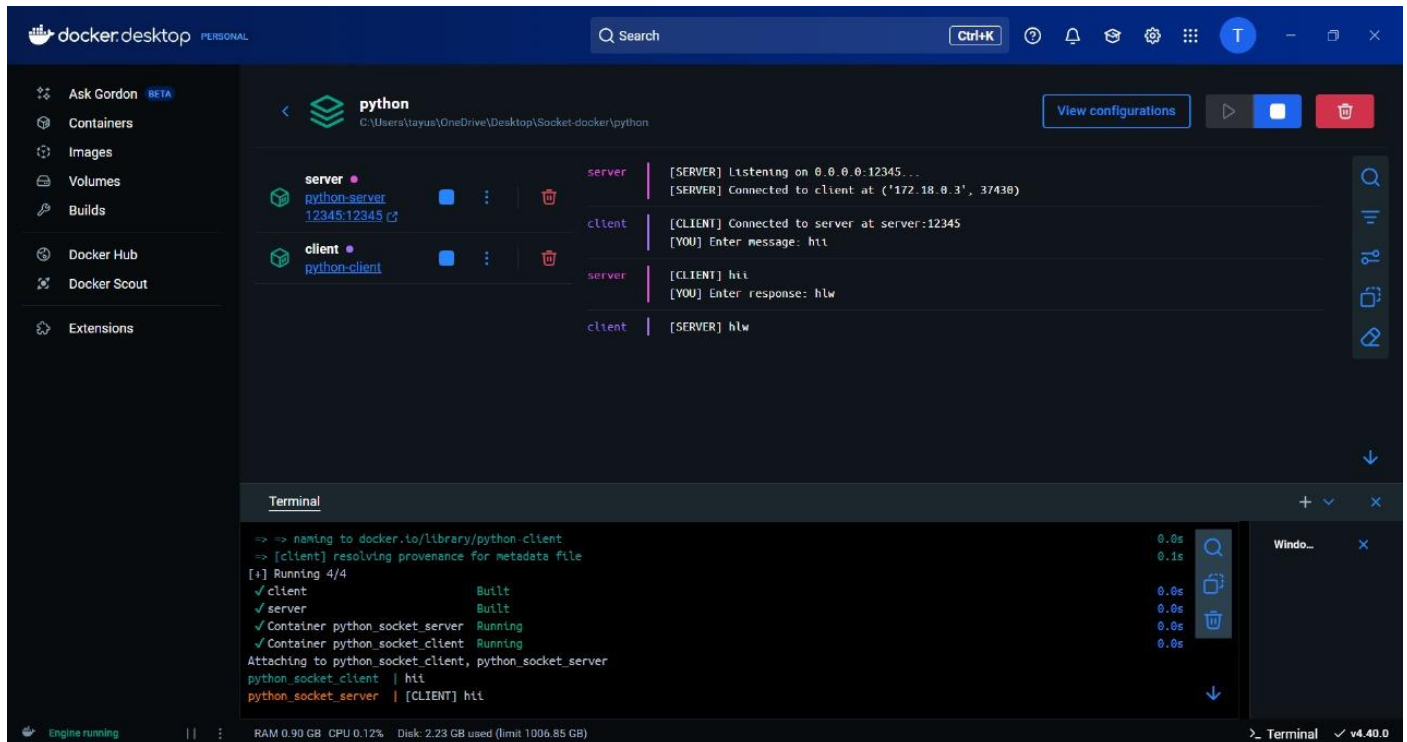 docker.desktop PERSONAL
Search
Ctrl+K
T
Ask Gordon BETA
Containers
Images
Volumes
Builds
Docker Hub
Docker Scout
Extensions
python
C:\Users\tayus\OneDrive\Desktop\Socket-docker\python
View configurations
server
python-server
12345:12345
client
python-client
server [SERVER] Listening on 0.0.0.0:12345...
[SERVER] Connected to client at ('172.18.0.3', 37430)
client [CLIENT] Connected to server at server:12345
[YOU] Enter message: hii
server [CLIENT] hii
[YOU] Enter response: hlw
client [SERVER] hlw
Terminal
=> => naming to docker.io/library/python-client 0.0s
=> [client] resolving provenance for metadata file 0.1s
[+] Running 4/4
✓ client Built 0.0s
✓ server Built 0.0s
✓ Container python_socket_server Running 0.0s
✓ Container python_socket_client Running 0.0s
Attaching to python_socket_client, python_socket_server
python_socket_client | hii
python_socket_server | [CLIENT] hii
Windo...
Engine running
RAM 0.90 GB CPU 0.12% Disk: 2.23 GB used (limit 1006.85 GB)
>_ Terminal ✓ v4.40.0